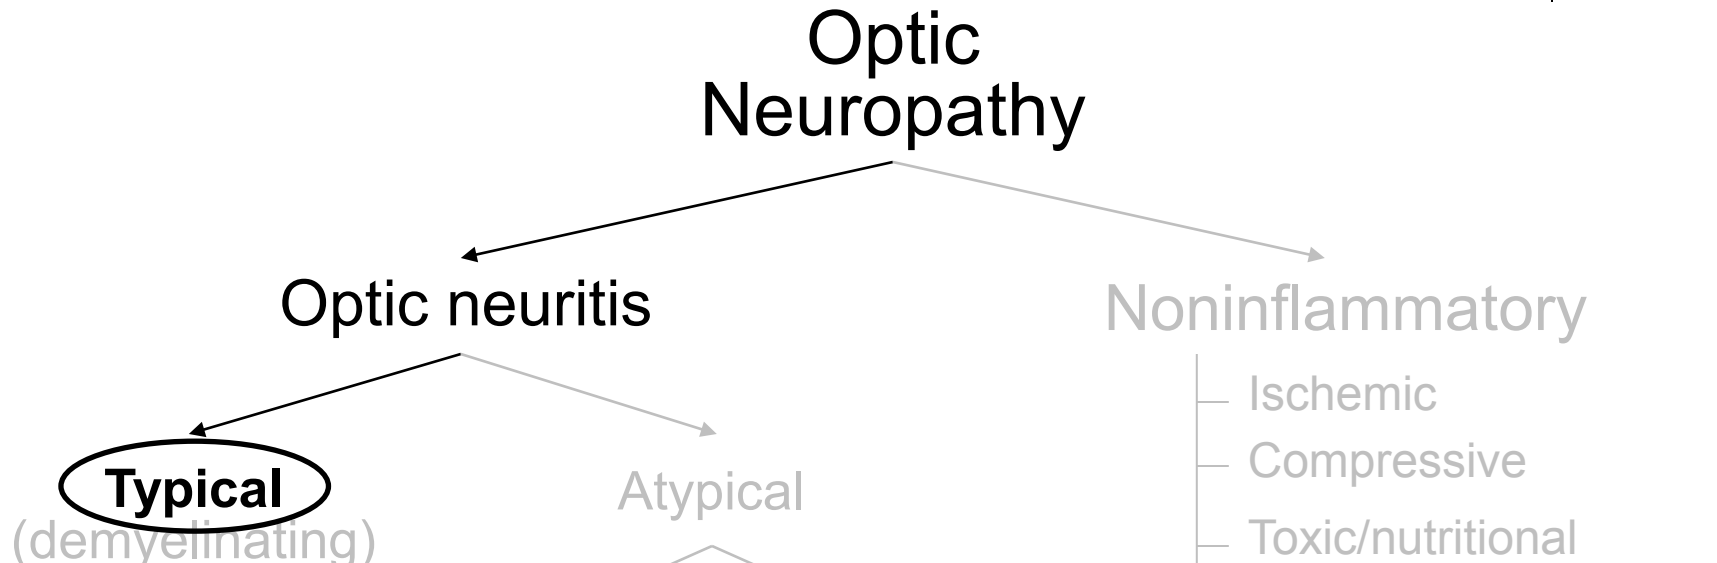 Optic
Neuropathy
Optic neuritis
Noninflammatory
Ischemic
Compressive
Typical
Atypical
(demyelinating)
Toxic/nutritional